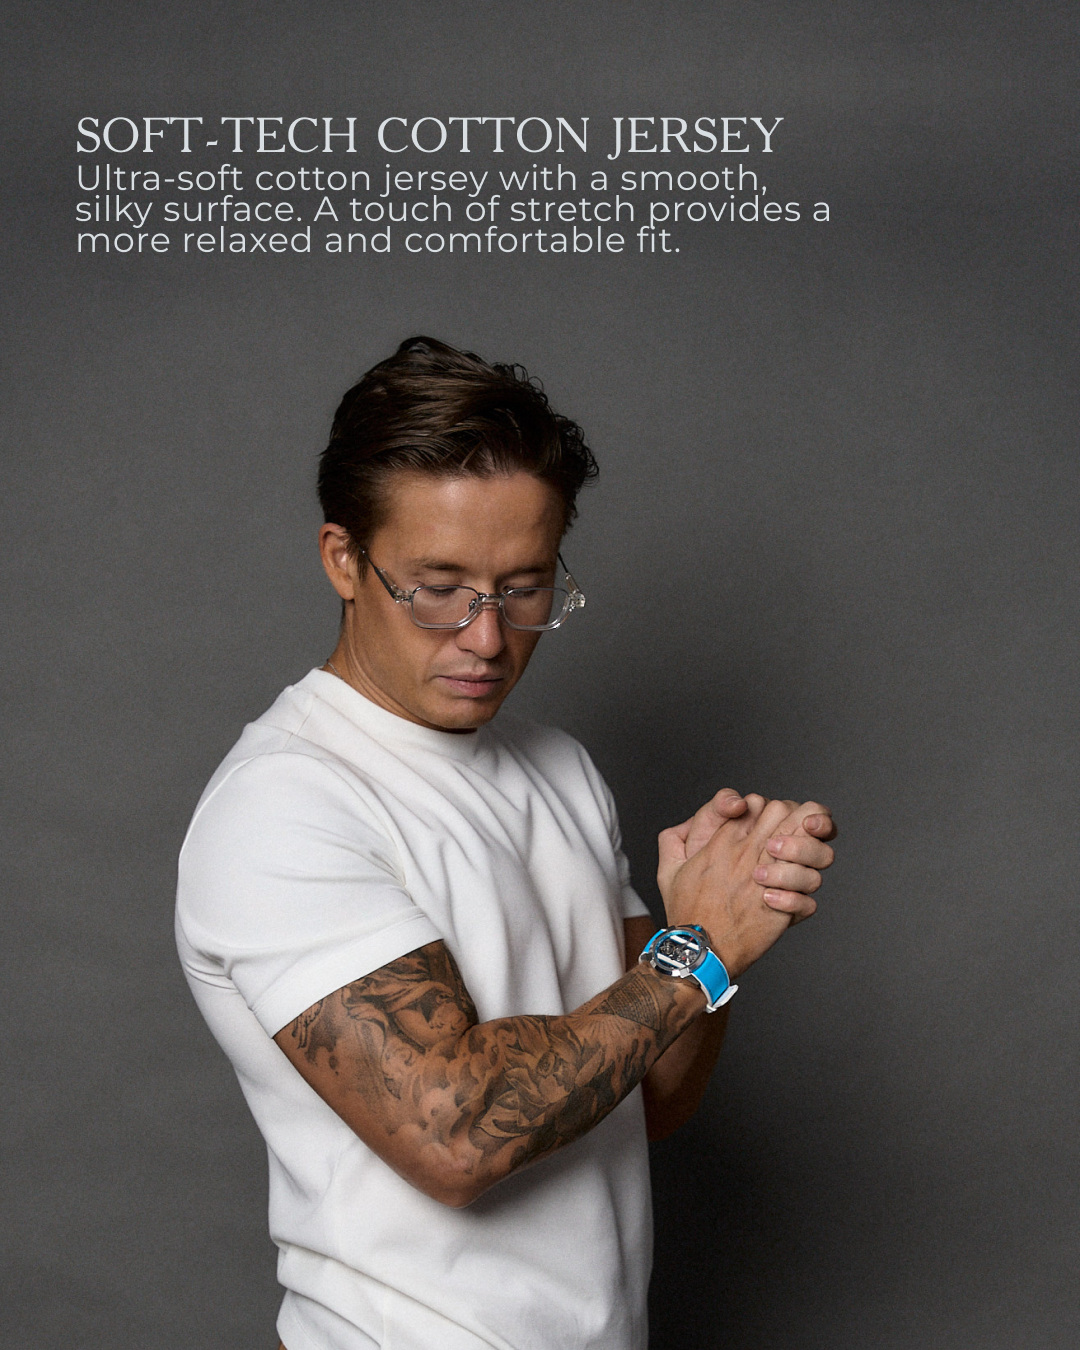 SOFT-TECH COTTON JERSEY
Ultra-soft cotton jersey with a smooth,
silky surface. A touch of stretch provides a
more relaxed and comfortable fit.